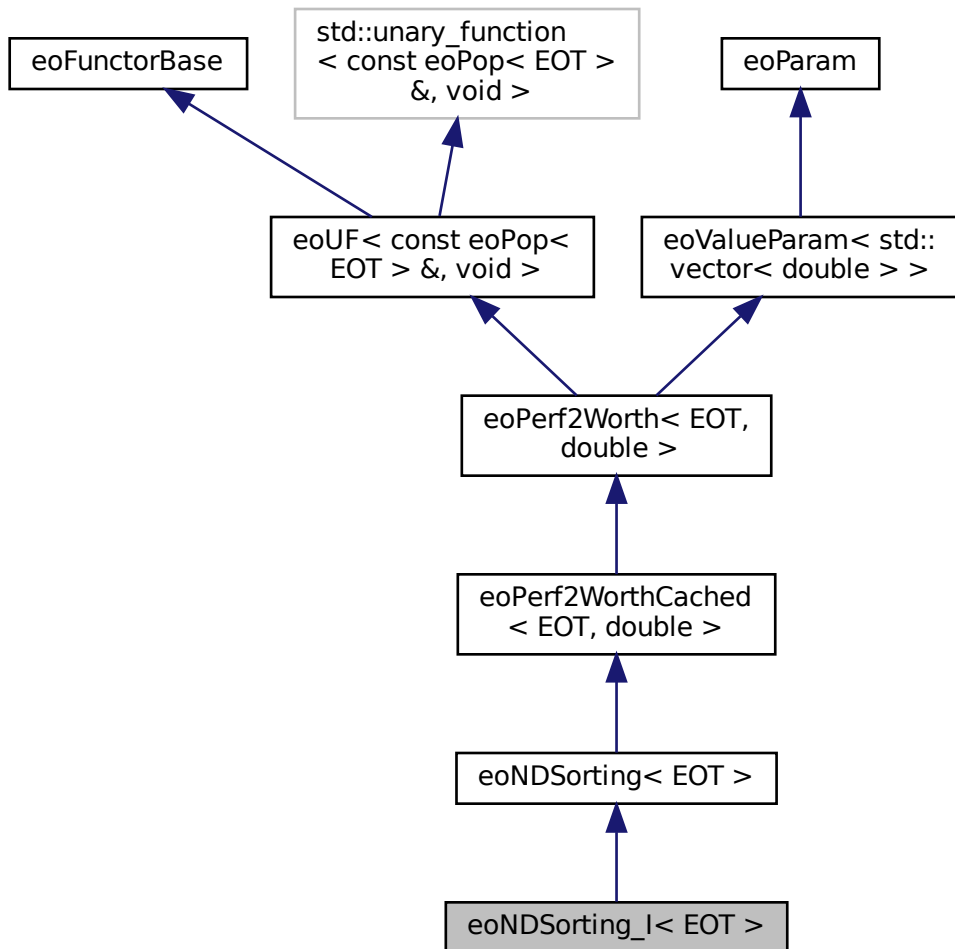 eoFunctorBase
std::unary_function
< const eoPop< EOT >
&, void >
eoParam
eoUF< const eoPop<
EOT > &, void >
eoValueParam< std::
vector< double > >
eoPerf2Worth< EOT,
double >
eoPerf2WorthCached
< EOT, double >
eoNDSorting< EOT >
eoNDSorting_I< EOT >